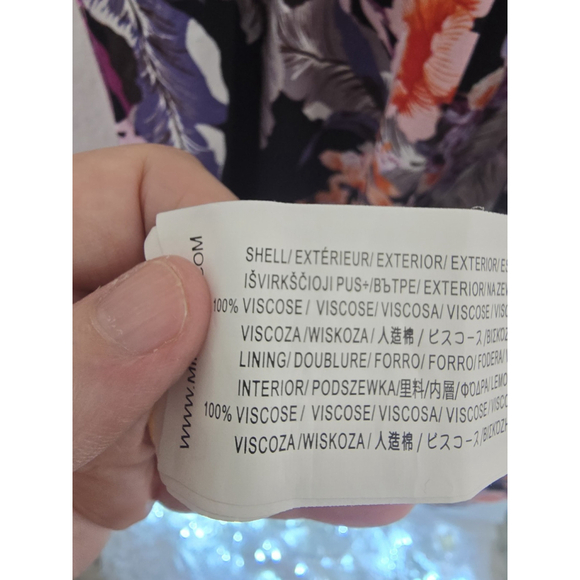 SHELL/ EXTÉRIEUR/ EXTERIOR/ EXTERIOR/
IŠVIRKŠČIOJI PUS+/ВЪТРЕ/ EXTERIOR/
100% VISCOSE / VISCOSE/ VISCOSA/ VISCOSE/
VISCOZA/WISKOZA/人造棉/ビスコース/
LINING/ DOUBLURE/ FORRO/ FORRO/ FODERA/
INTERIOR/ PODSZEWKA/里料/内層/ΦΌΔΡΑ/
100% VISCOSE/ VISCOSE/ VISCOSA/ VISCOSE/
VISCOZA/WISKOZA/人造棉/ビスコース/